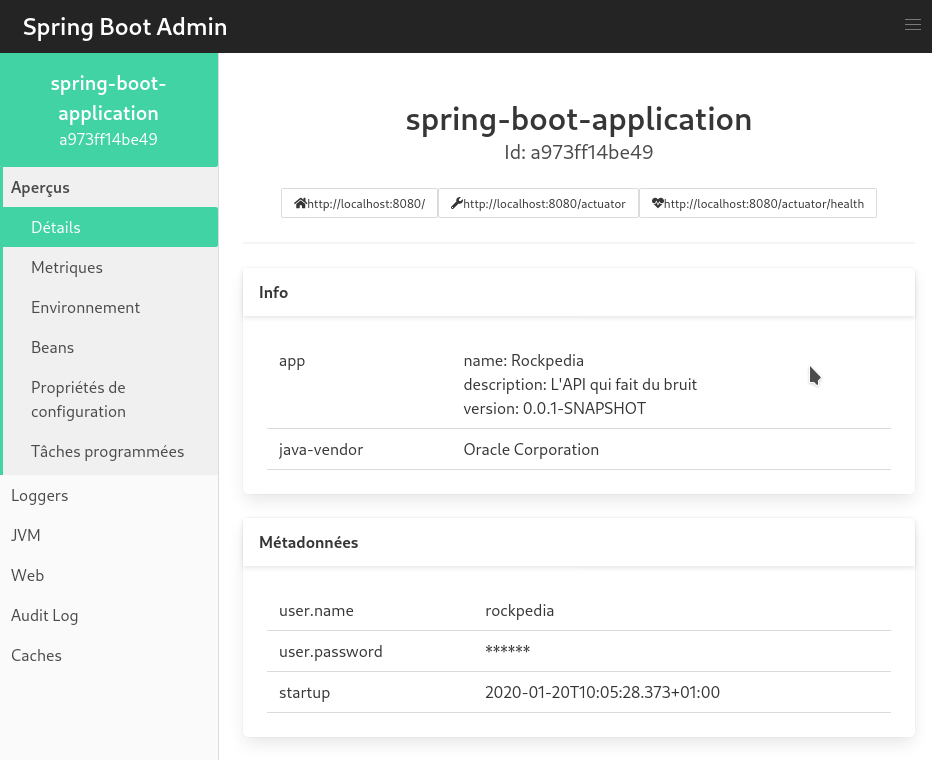 Spring Boot Admin
spring-boot-
application
a973ff14be49
Aperçus
Détails
Metriques
Environnement
Beans
Propriétés de
configuration
Tâches programmées
Loggers
JVM
Web
Audit Log
Caches
spring-boot-application
Id: a973ff14be49
http://localhost:8080/ http://localhost:8080/actuator http://localhost:8080/actuator/health
Info
app name: Rockpedia
description: L'API qui fait du bruit
version: 0.0.1-SNAPSHOT
java-vendor Oracle Corporation
Métadonnées
user.name rockpedia
user.password ******
startup 2020-01-20T10:05:28.373+01:00